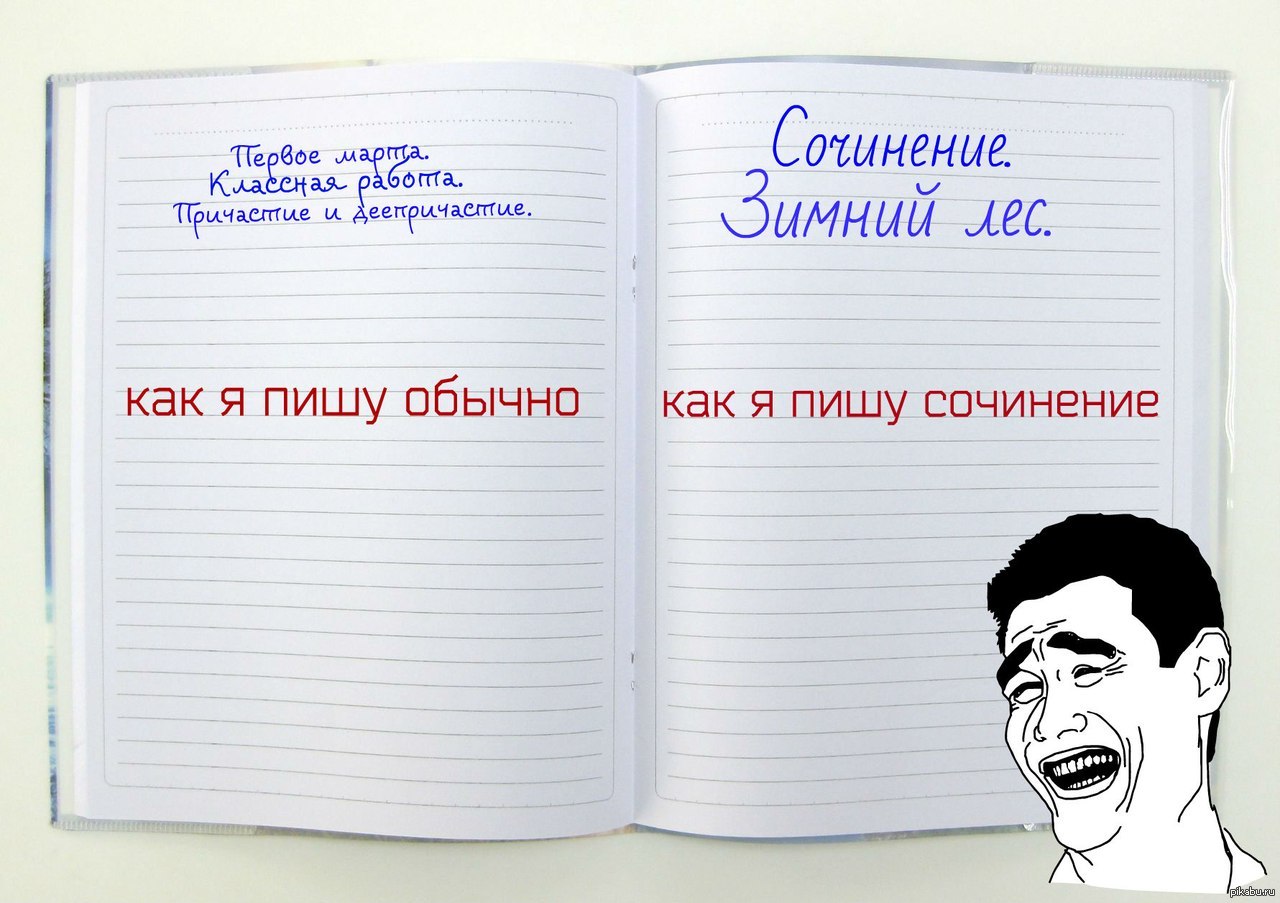 Первое марта.
Классная работа.
Причастие и деепричастие.
как я пишу обычно
Сочинение.
Зимний лес.
как я пишу сочинение
pikabu.ru